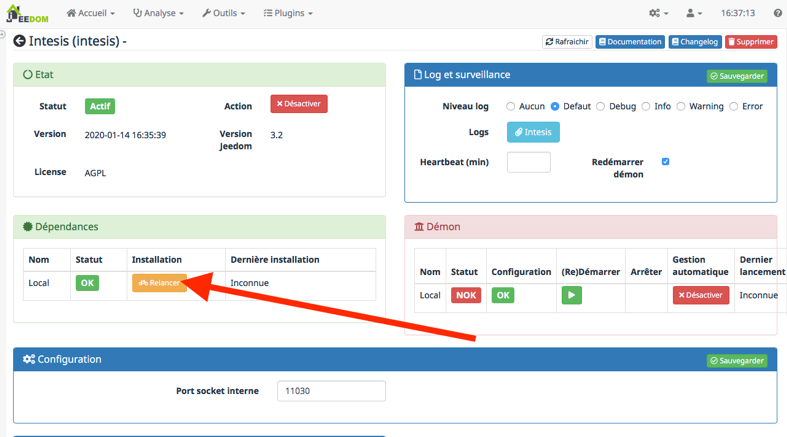 JEEDOM Accueil Analyse Outils Plugins 16:37:13
Intesis (intesis) - Rafraichir Documentation Changelog Supprimer
Etat
Statut Actif Action Désactiver
Version 2020-01-14 16:35:39 Version Jeedom 3.2
License AGPL
Log et surveillance Sauvegarder
Niveau log Aucun Defaut Debug Info Warning Error
Logs Intesis
Heartbeat (min) Redémarrer démon
Dépendances
Nom Statut Installation Dernière installation
Local OK Relancer Inconnue
Démon
Nom Statut Configuration (Re)Démarrer Arrêter Gestion automatique Dernier lancement
Local NOK OK Désactiver Inconnue
Configuration Sauvegarder
Port socket interne 11030